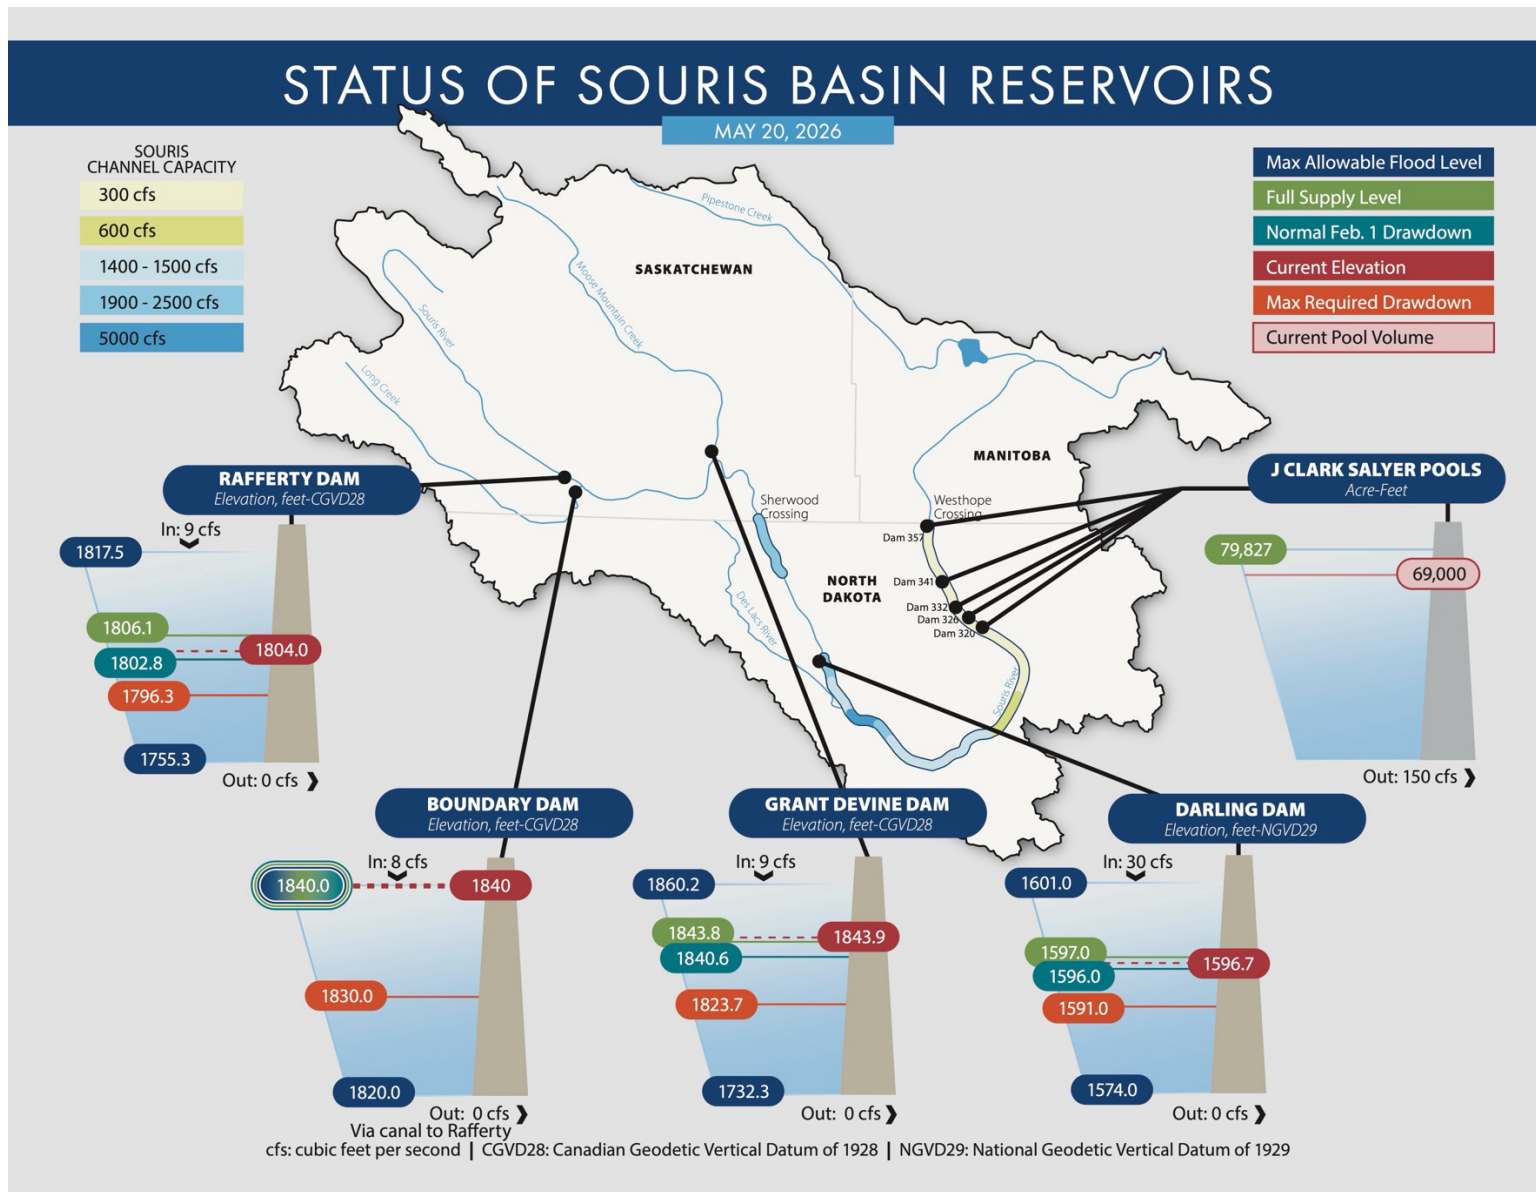 STATUS OF SOURIS BASIN RESERVOIRS
MAY 20, 2026
SOURIS
CHANNEL CAPACITY
300 cfs
600 cfs
1400 - 1500 cfs
1900 - 2500 cfs
5000 cfs
Max Allowable Flood Level
Full Supply Level
Normal Feb. 1 Drawdown
Current Elevation
Max Required Drawdown
Current Pool Volume
Pipestone Creek
Moose Mountain Creek
Souris River
Long Creek
SASKATCHEWAN
MANITOBA
NORTH
DAKOTA
Sherwood
Crossing
Westhope
Crossing
Dam 357
Dam 341
Dam 332
Dam 326
Dam 320
Des Lacs River
Souris River
RAFFERTY DAM
Elevation, feet-CGVD28
In: 9 cfs
1817.5
1806.1
1804.0
1802.8
1796.3
1755.3
Out: 0 cfs
J CLARK SALYER POOLS
Acre-Feet
79,827
69,000
Out: 150 cfs
BOUNDARY DAM
Elevation, feet-CGVD28
In: 8 cfs
1840.0
1840
1830.0
1820.0
Out: 0 cfs
Via canal to Rafferty
GRANT DEVINE DAM
Elevation, feet-CGVD28
In: 9 cfs
1860.2
1843.8
1843.9
1840.6
1823.7
1732.3
Out: 0 cfs
DARLING DAM
Elevation, feet-NGVD29
In: 30 cfs
1601.0
1597.0
1596.7
1596.0
1591.0
1574.0
Out: 0 cfs
cfs: cubic feet per second | CGVD28: Canadian Geodetic Vertical Datum of 1928 | NGVD29: National Geodetic Vertical Datum of 1929